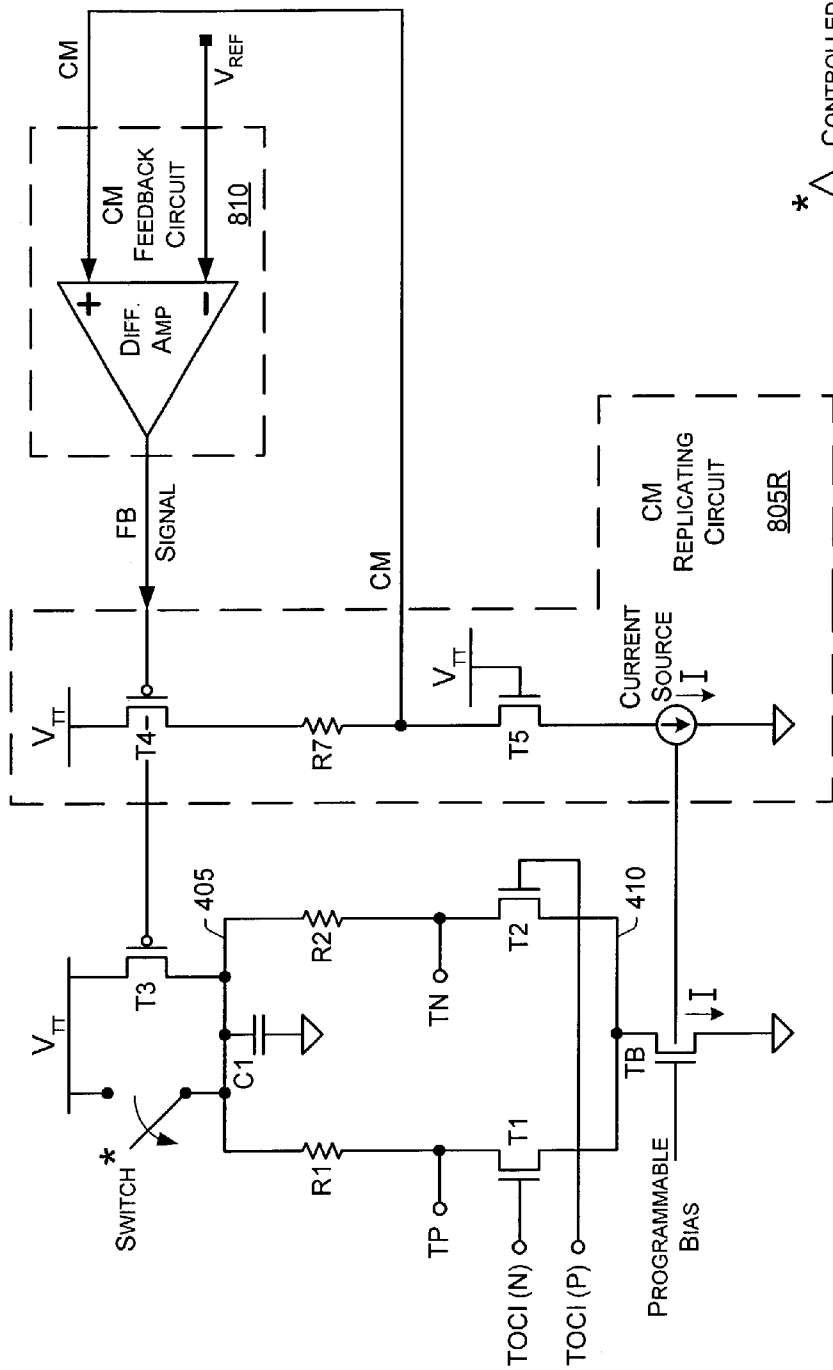 CM
VREF
CM
FEEDBACK
CIRCUIT
810
+
−
DIFF.
AMP
FB
SIGNAL
CM
VTT
T4
R7
VTT
T5
CURRENT
SOURCE
I
CM
REPLICATING
CIRCUIT
805R
VTT
SWITCH
*
T3
405
C1
R1
R2
TP
TN
T1
T2
TOCI (N)
TOCI (P)
410
TB
I
PROGRAMMABLE
BIAS
*
CONTROLLED